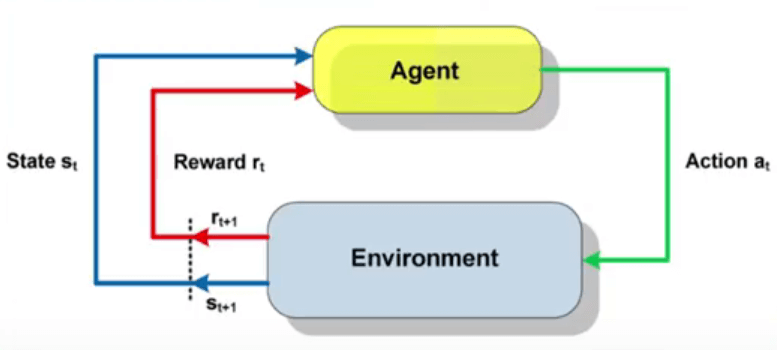 Agent
State sₜ
Reward rₜ
Action aₜ
rₜ₊₁
Environment
sₜ₊₁